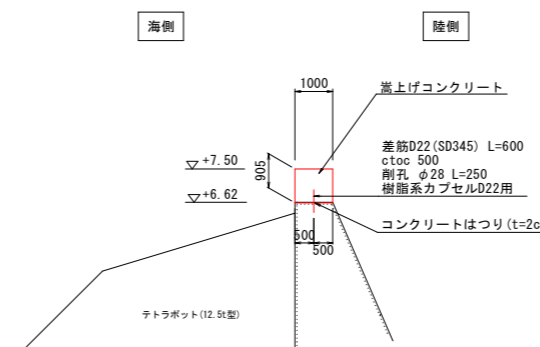 海側
陸側
1000
嵩上げコンクリート
差筋D22(SD345) L=600
ctoc 500
削孔 φ28 L=250
樹脂系カプセルD22用
+7.50
905
+6.62
コンクリートはつり(t=2c
500
500
テトラポット(12.5t型)